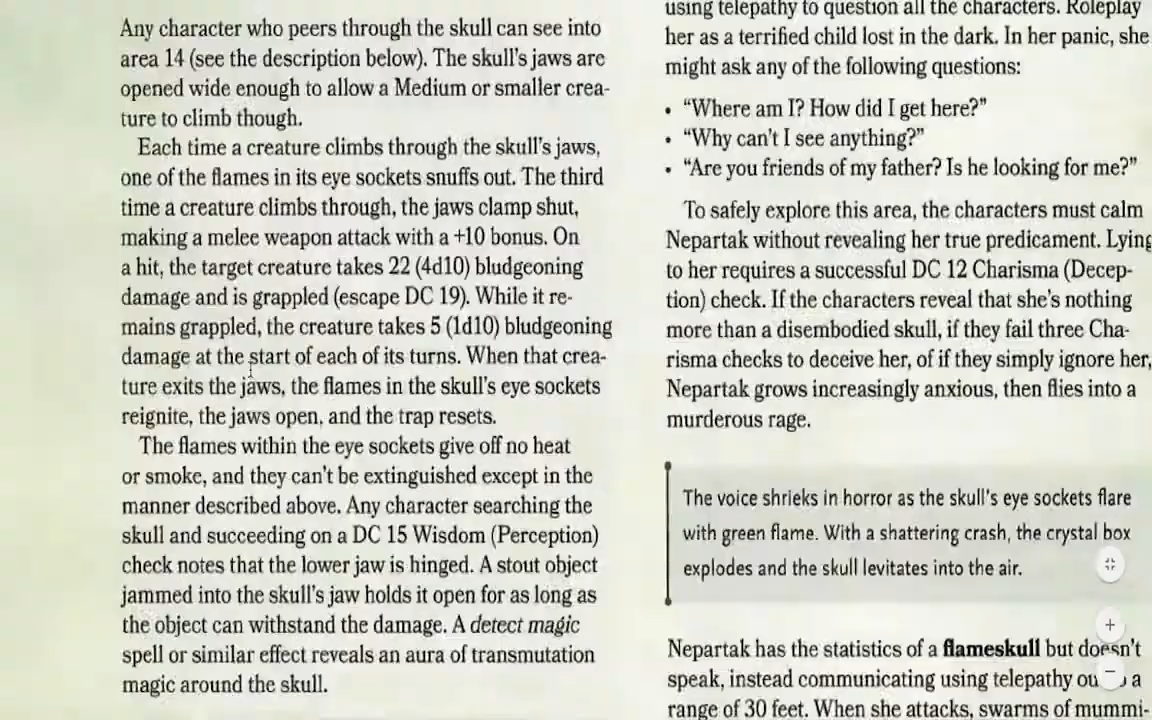 Any character who peers through the skull can see into
area 14 (see the description below). The skull's jaws are
opened wide enough to allow a Medium or smaller crea-
ture to climb though.
Each time a creature climbs through the skull's jaws,
one of the flames in its eye sockets snuffs out. The third
time a creature climbs through, the jaws clamp shut,
making a melee weapon attack with a +10 bonus. On
a hit, the target creature takes 22 (4d10) bludgeoning
damage and is grappled (escape DC 19). While it re-
mains grappled, the creature takes 5 (1d10) bludgeoning
damage at the start of each of its turns. When that crea-
ture exits the jaws, the flames in the skull's eye sockets
reignite, the jaws open, and the trap resets.
The flames within the eye sockets give off no heat
or smoke, and they can't be extinguished except in the
manner described above. Any character searching the
skull and succeeding on a DC 15 Wisdom (Perception)
check notes that the lower jaw is hinged. A stout object
jammed into the skull's jaw holds it open for as long as
the object can withstand the damage. A detect magic
spell or similar effect reveals an aura of transmutation
magic around the skull.
using telepathy to question all the characters. Roleplay
her as a terrified child lost in the dark. In her panic, she
might ask any of the following questions:
• “Where am I? How did I get here?”
• “Why can't I see anything?”
• “Are you friends of my father? Is he looking for me?”
To safely explore this area, the characters must calm
Nepartak without revealing her true predicament. Lying
to her requires a successful DC 12 Charisma (Decep-
tion) check. If the characters reveal that she's nothing
more than a disembodied skull, if they fail three Cha-
risma checks to deceive her, of if they simply ignore her,
Nepartak grows increasingly anxious, then flies into a
murderous rage.
The voice shrieks in horror as the skull's eye sockets flare
with green flame. With a shattering crash, the crystal box
explodes and the skull levitates into the air.
Nepartak has the statistics of a flameskull but doesn't
speak, instead communicating using telepathy a
range of 30 feet. When she attacks, swarms of mummi-